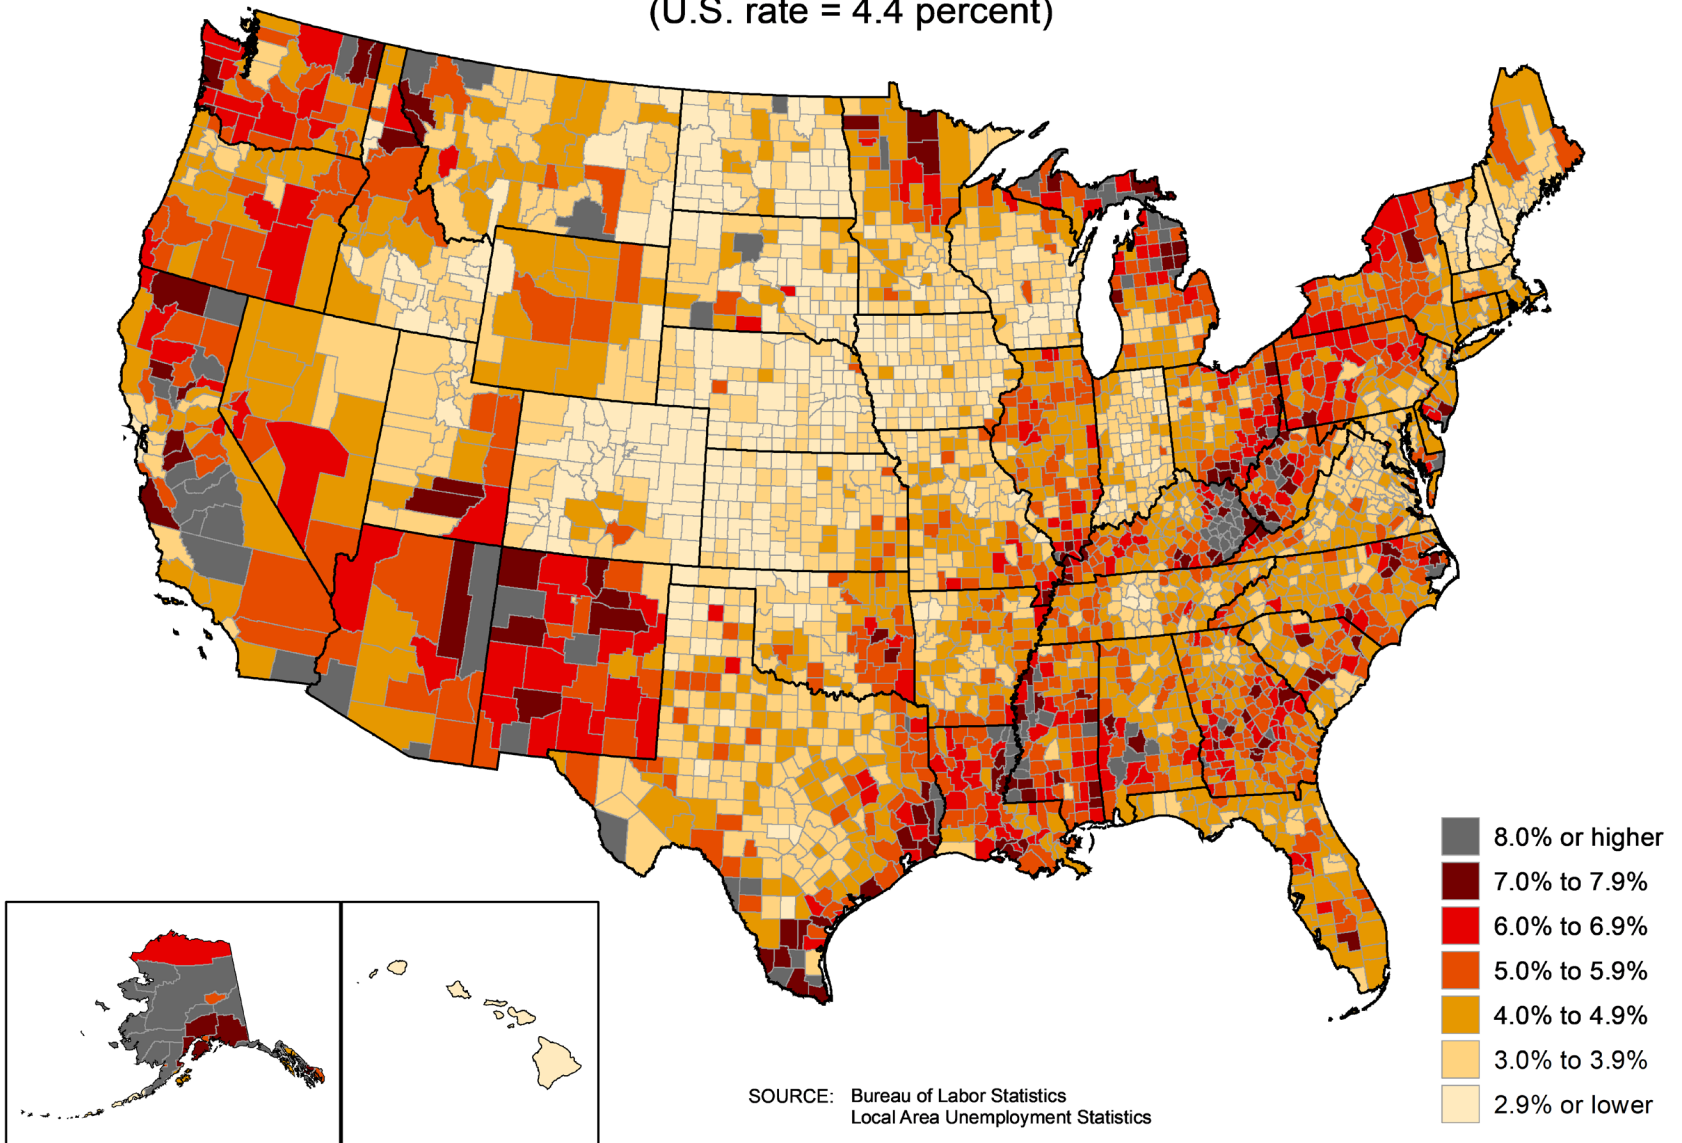 (U.S. rate = 4.4 percent)
8.0% or higher
7.0% to 7.9%
6.0% to 6.9%
5.0% to 5.9%
4.0% to 4.9%
3.0% to 3.9%
2.9% or lower
SOURCE: Bureau of Labor Statistics
Local Area Unemployment Statistics